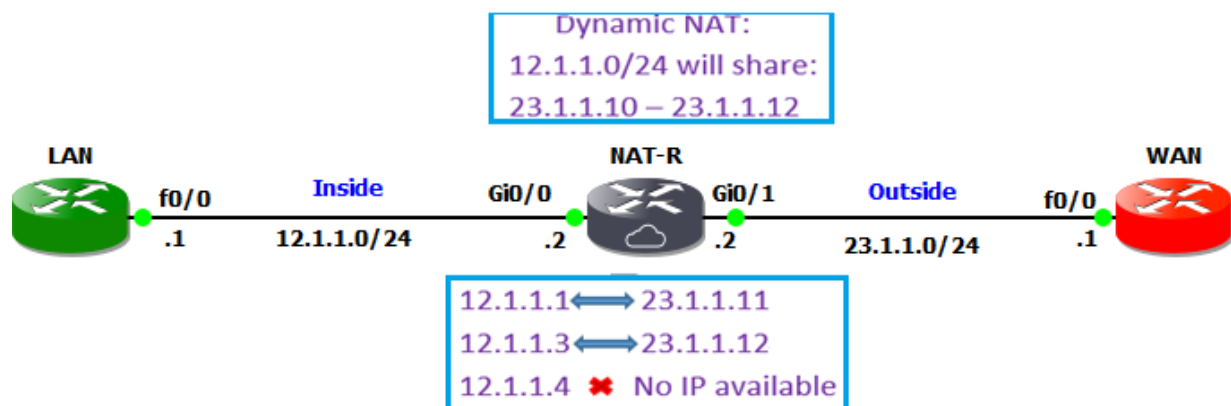 Dynamic NAT:
12.1.1.0/24 will share:
23.1.1.10 – 23.1.1.12
LAN
NAT-R
WAN
f0/0
Inside
Gi0/0
Gi0/1
Outside
f0/0
.1
12.1.1.0/24
.2
.2
23.1.1.0/24
.1
12.1.1.1 23.1.1.11
12.1.1.3 23.1.1.12
12.1.1.4 No IP available